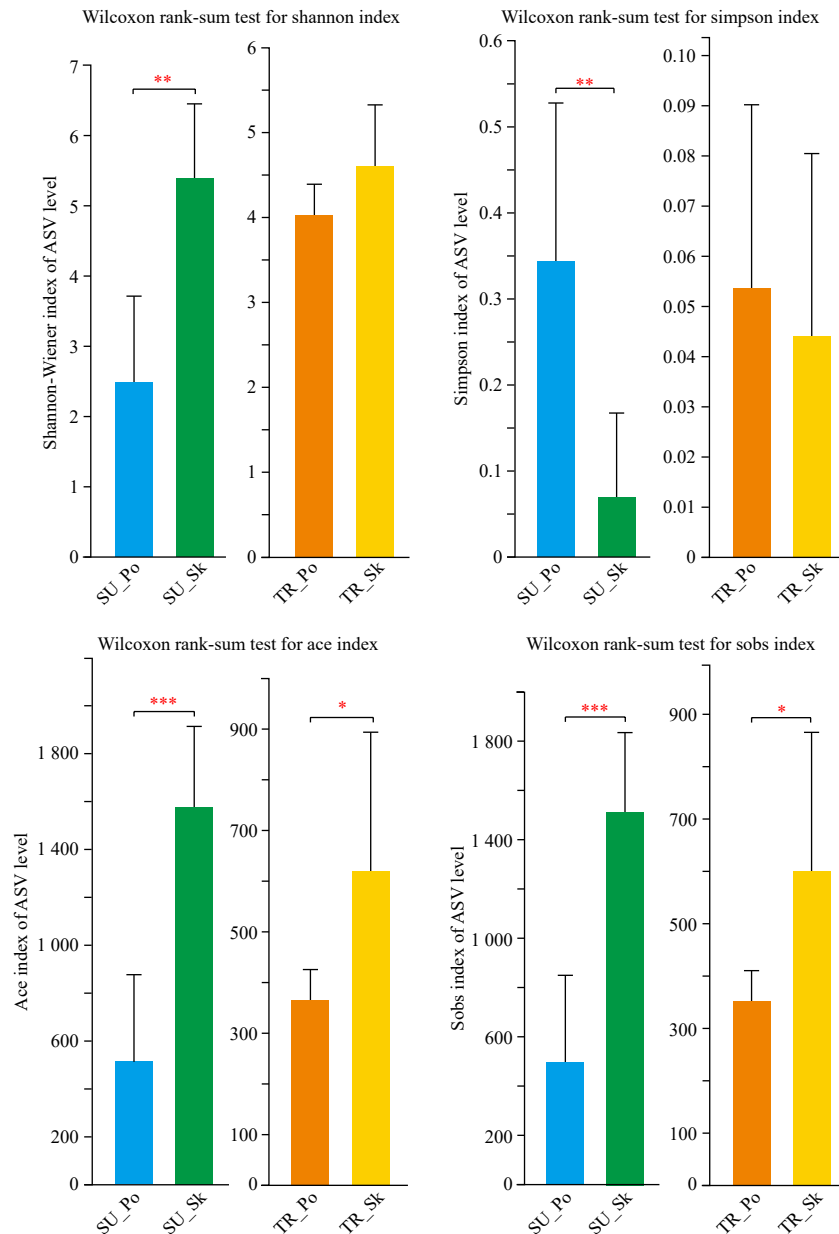 Wilcoxon rank-sum test for shannon index
Shannon-Wiener index of ASV level
7
6
5
4
3
2
1
0
**
SU_Po
SU_Sk
6
5
4
3
2
1
0
TR_Po
TR_Sk
Wilcoxon rank-sum test for simpson index
Simpson index of ASV level
0.6
0.5
0.4
0.3
0.2
0.1
0
**
SU_Po
SU_Sk
0.10
0.09
0.08
0.07
0.06
0.05
0.04
0.03
0.02
0.01
0
TR_Po
TR_Sk
Wilcoxon rank-sum test for ace index
Ace index of ASV level
1 800
1 400
1 000
600
200
0
***
SU_Po
SU_Sk
900
700
500
300
100
0
*
TR_Po
TR_Sk
Wilcoxon rank-sum test for sobs index
Sobs index of ASV level
1 800
1 400
1 000
600
200
0
***
SU_Po
SU_Sk
900
700
500
300
100
0
*
TR_Po
TR_Sk